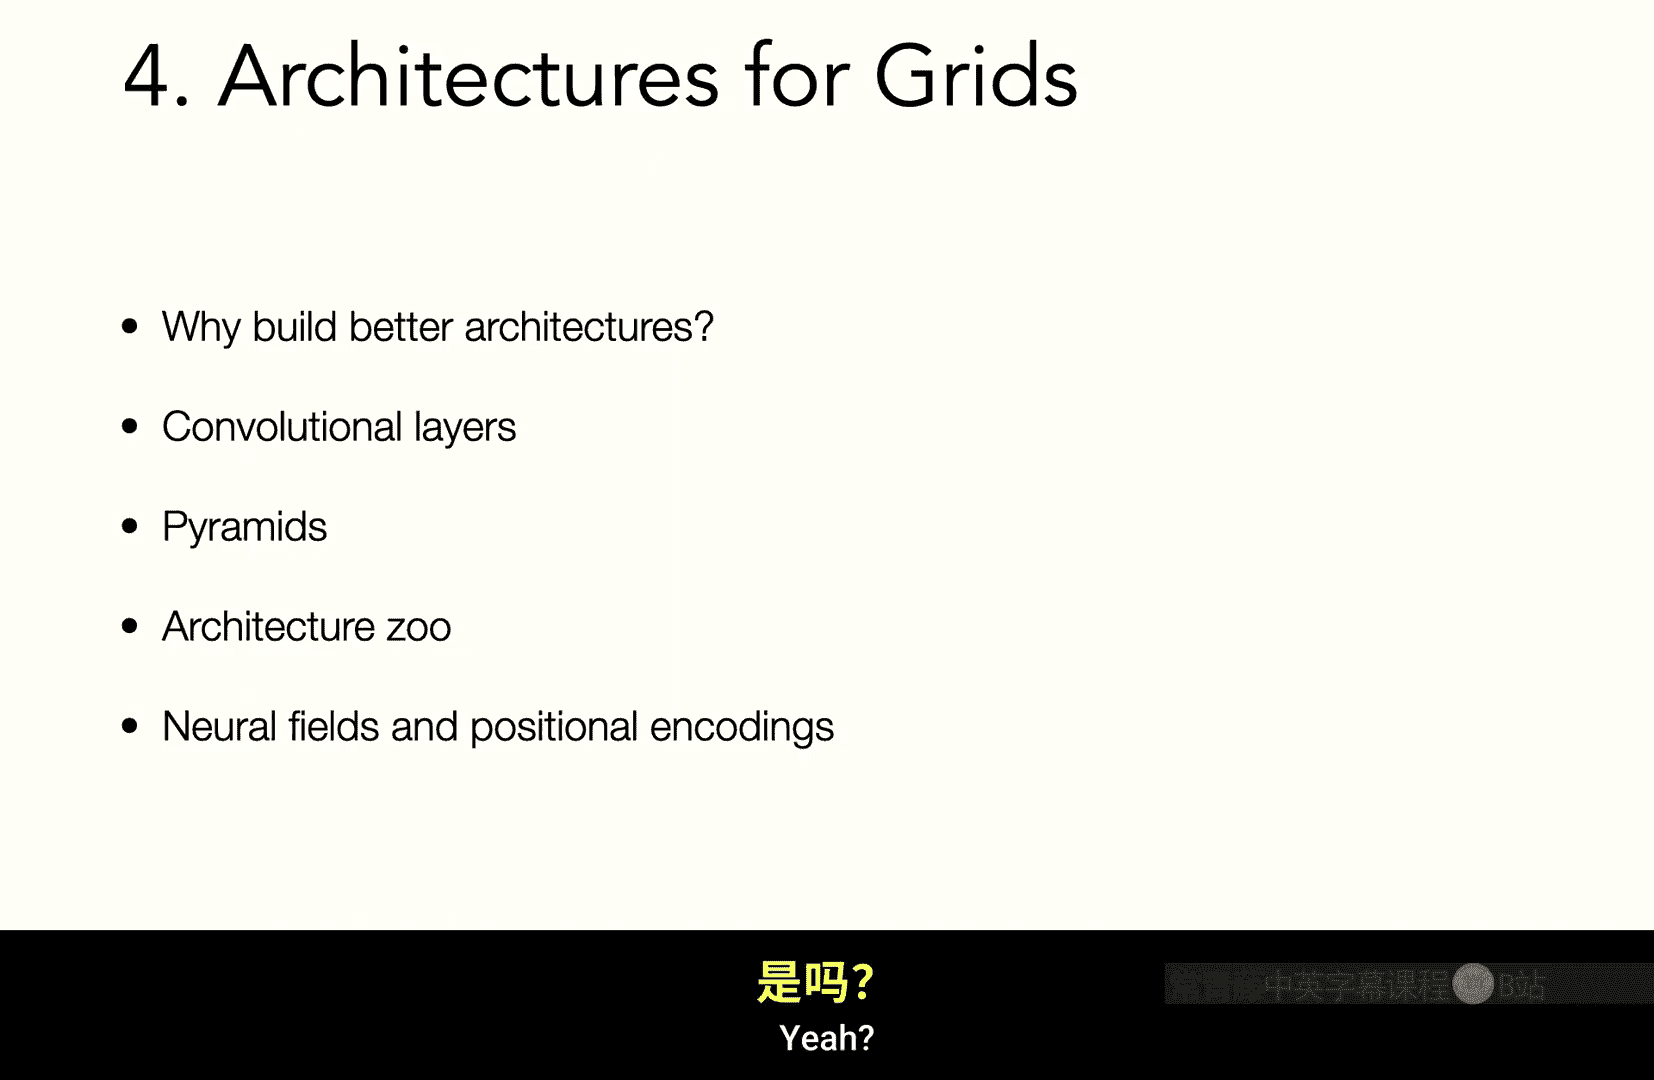 4. Architectures for Grids
• Why build better architectures?
• Convolutional layers
• Pyramids
• Architecture zoo
• Neural fields and positional encodings
是吗?
中英字幕课程 B站
Yeah?